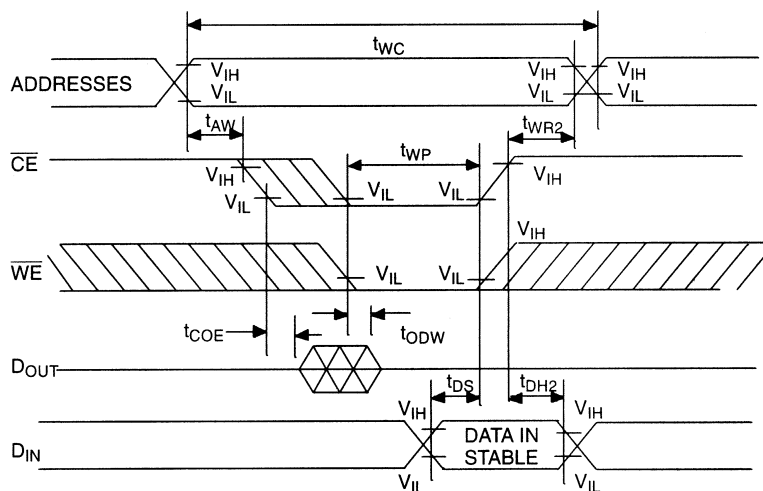 tWC
ADDRESSES
VIH
VIL
VIH
VIL
VIH
VIL
tAW
tWR2
CE
tWP
VIH
VIL
VIL
VIL
VIH
WE
VIL
VIL
VIH
tCOE
tODW
DOUT
tDS
tDH2
DIN
VIH
VIL
DATA IN
STABLE
VIH
VIL